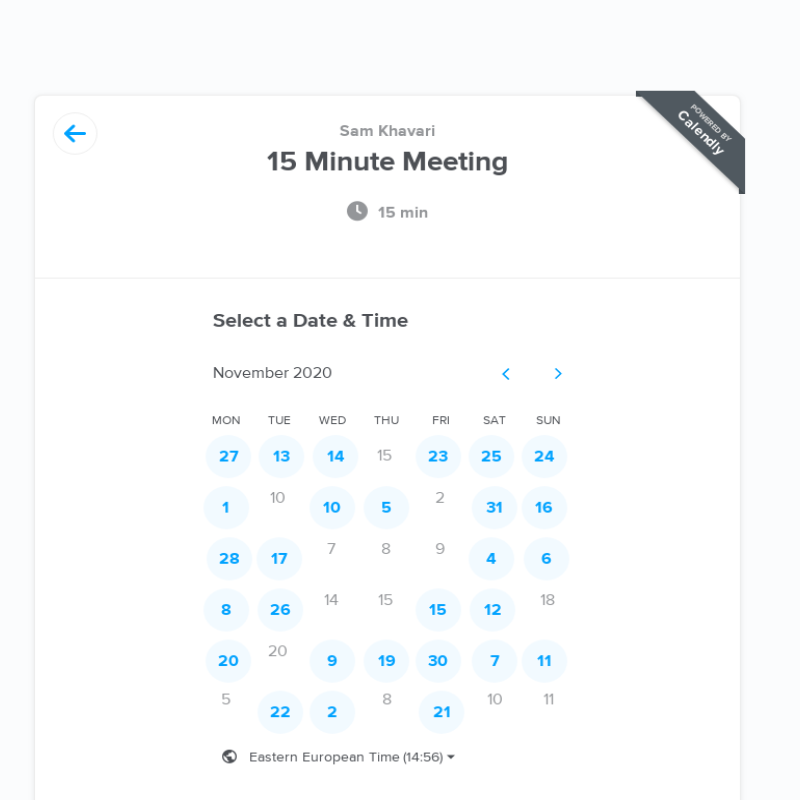 POWERED BY
Calendly
Sam Khavari
15 Minute Meeting
15 min
Select a Date & Time
November 2020
MON TUE WED THU FRI SAT SUN
27 13 14 15 23 25 24
1 10 10 5 2 31 16
28 17 7 8 9 4 6
8 26 14 15 15 12 18
20 20 9 19 30 7 11
5 22 2 8 21 10 11
Eastern European Time (14:56)